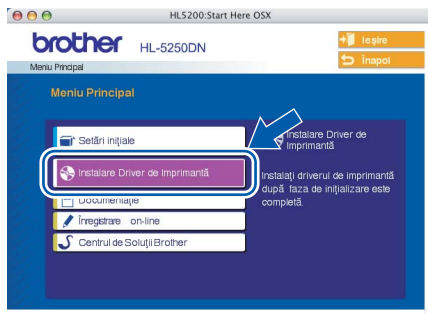 HL5200:Start Here OSX
brother HL-5250DN
Ieşire
Înapoi
Meniu Principal
Meniu Principal
Setări iniţiale
Instalare Driver de Imprimantă
Documentaţie
Înregistrare on-line
Centrul de Soluţii Brother
Instalare Driver de
Imprimantă
Instalaţi driverul de imprimantă
după faza de iniţializare este
completă.